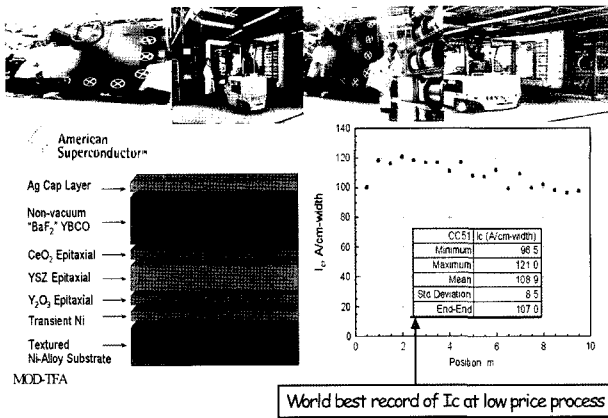 American
Superconductor™
Ag Cap Layer
Non-vacuum
"BaF₂" YBCO
CeO₂ Epitaxial
YSZ Epitaxial
Y₂O₃ Epitaxial
Transient Ni
Textured
Ni-Alloy Substrate
MOD-TFA
140
120
100
80
60
40
20
0
Ic, A/cm-width
0 2 4 6 8 10
Position m
CC51 Ic (A/cm-width)
Minimum 96.5
Maximum 121.0
Mean 108.9
Std Deviation 8.5
End-End 107.0
World best record of Ic at low price process